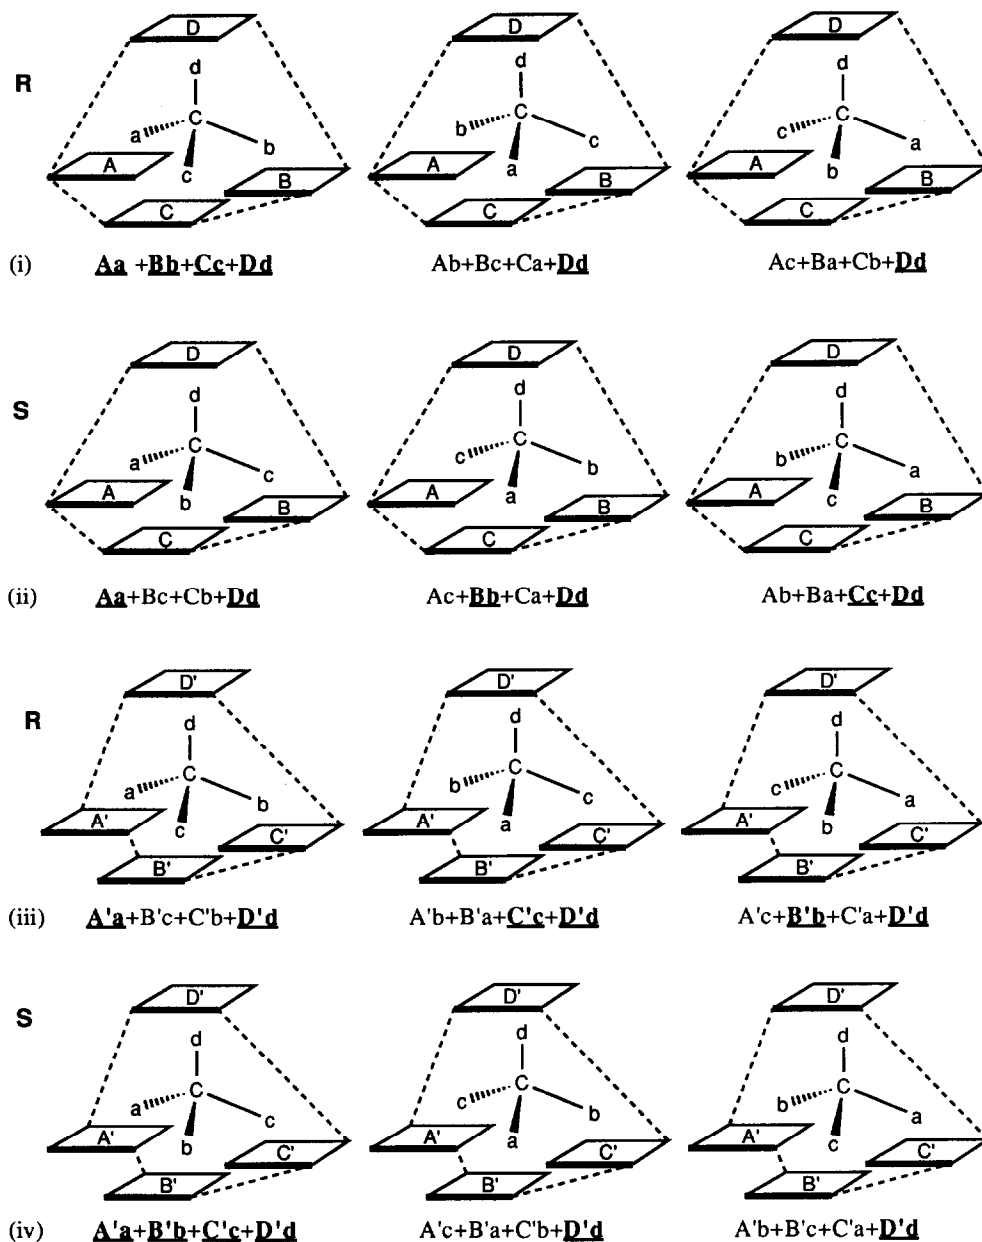 D D D
d d d
R
C C C
a b b c c a
c a b
A B A B A B
C C C
(i) Aa +Bb+Cc+Dd Ab+Bc+Ca+Dd Ac+Ba+Cb+Dd
D D D
d d d
S
C C C
a c c b b a
b a c
A B A B A B
C C C
(ii) Aa+Bc+Cb+Dd Ac+Bb+Ca+Dd Ab+Ba+Cc+Dd
D' D' D'
d d d
R
C C C
a b b c c a
c a b
A' C' A' C' A' C'
B' B' B'
(iii) A'a+B'c+C'b+D'd A'b+B'a+C'c+D'd A'c+B'b+C'a+D'd
D' D' D'
S
d d d
C C C
a c c b b a
b a c
A' C' A' C' A' C'
B' B' B'
(iv) A'a+B'b+C'c+D'd A'c+B'a+C'b+D'd A'b+B'c+C'a+D'd